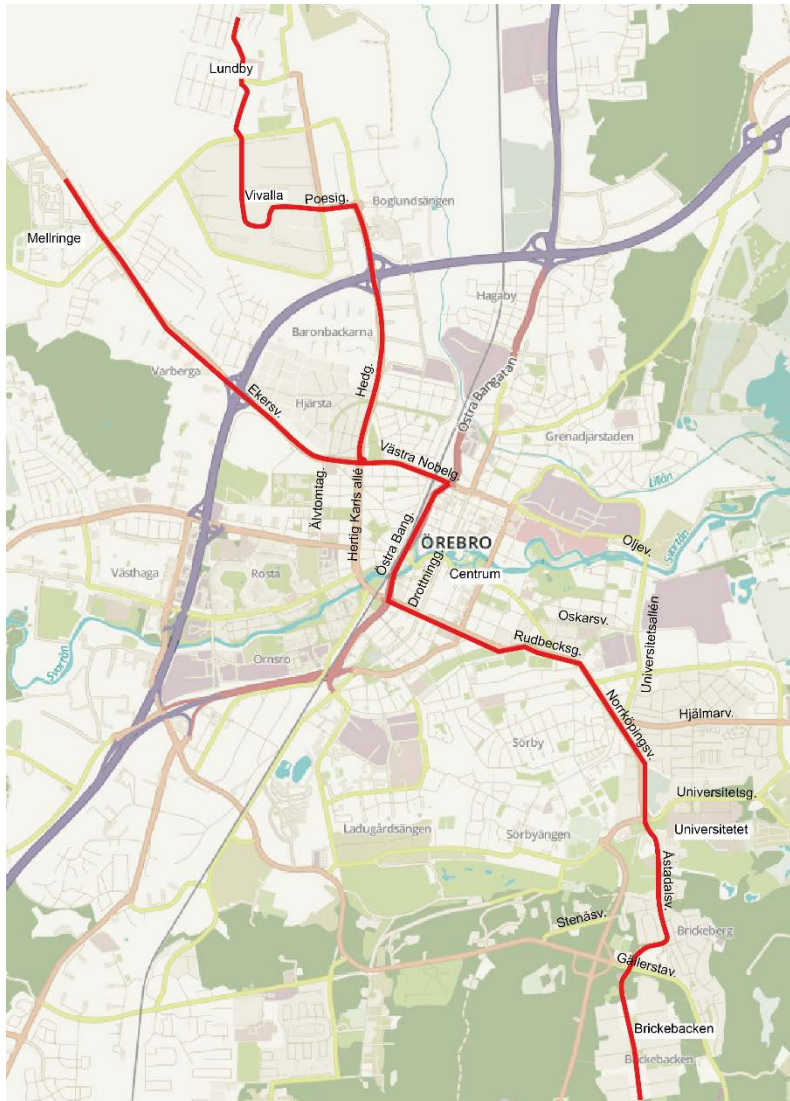 Lundby
Vivalla
Poesig.
Boglundsängen
Mellringe
Hagaby
Baronbackarna
Varberga
Ekersv.
Hjärsta
Hedg.
Östra Bangatan
Grenadjärstaden
Västra Nobelg.
Älvtomtag.
Hertig Karls allé
Lillån
Östra Bang.
ÖREBRO
Oljev.
Svartån
Drottningg.
Centrum
Västhaga
Rosta
Oskarsv.
Rudbecksg.
Universitetsallén
Svartån
Örnsro
Norrköpingsv.
Hjälmarv.
Sörby
Universitetsg.
Ladugårdsängen
Sörbyängen
Universitetet
Åstadalsv.
Stenäsv.
Brickeberg
Gällerstav.
Brickebacken
Brickebacken